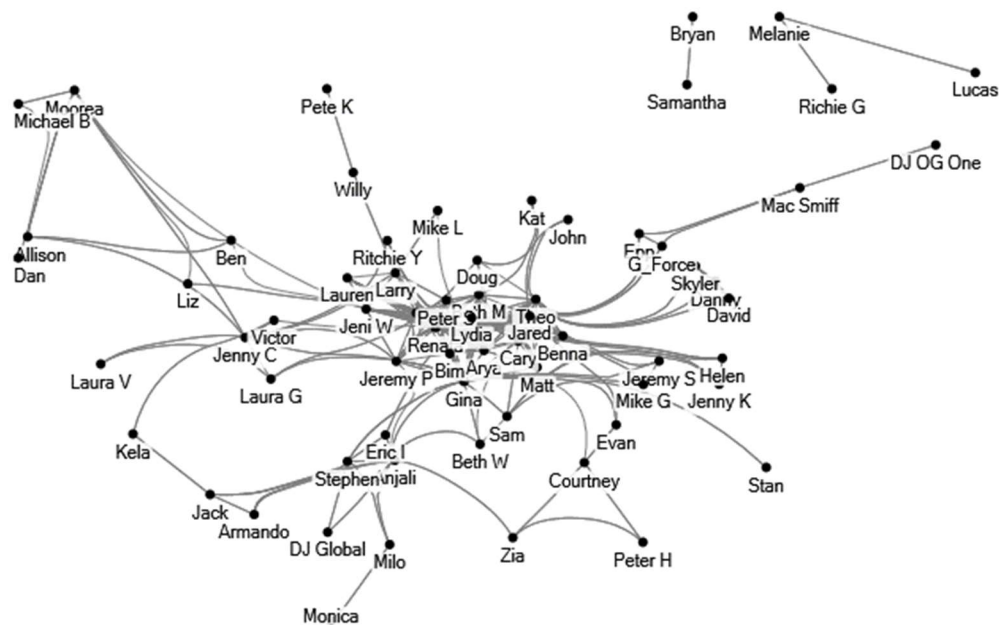 Bryan
Melanie
Samantha
Richie G
Lucas
Moorea
Michael B
Pete K
DJ OG One
Willy
Mac Smiff
Kat
Mike L
John
Allison
Dan
Ben
Ritchie Y
G_Force
Doug
Skyler
Liz
Lauren
Larry
Danny
David
Peter S
Theo
Jeni W
Lydia
Jared
Victor
Jenny C
Cary
Benna
Laura V
Jeremy P
Arya
Jeremy S
Helen
Laura G
Gina
Matt
Mike G
Jenny K
Kela
Sam
Evan
Eric I
Beth W
Stephen
Courtney
Stan
Jack
Armando
DJ Global
Milo
Zia
Peter H
Monica